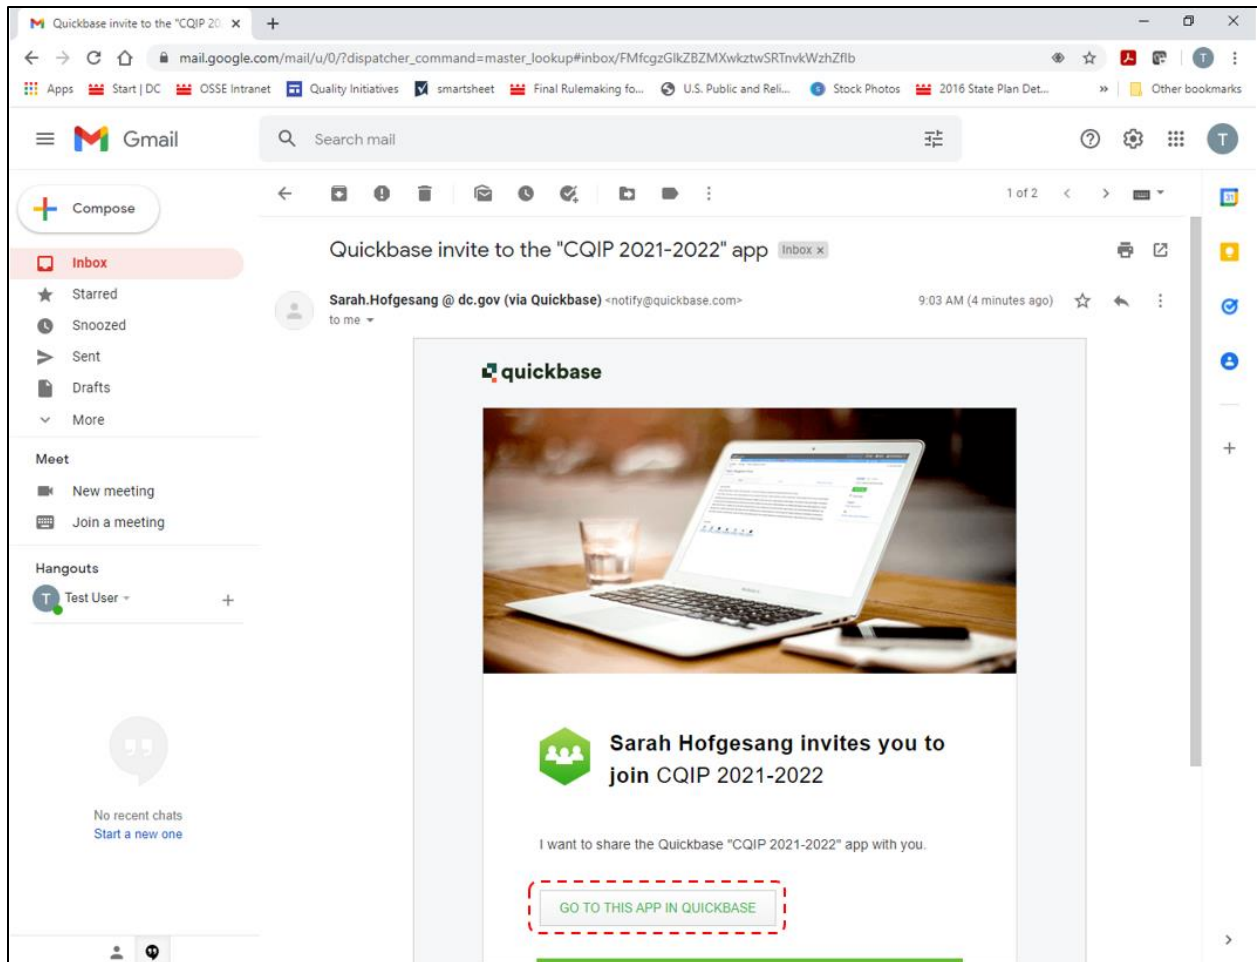 Quickbase invite to the "CQIP 20
mail.google.com/mail/u/0/?dispatcher_command=master_lookup#inbox/FMfcgzGlkZBZMXwkztwSRTnvkWzhZflb
T
Apps Start | DC OSSE Intranet Quality Initiatives smartsheet Final Rulemaking fo... U.S. Public and Reli... Stock Photos 2016 State Plan Det... » Other bookmarks
Gmail
Search mail
T
Compose
1 of 2
31
Quickbase invite to the "CQIP 2021-2022" app Inbox x
Inbox
Starred
Snoozed
Sent
Drafts
More
Sarah.Hofgesang @ dc.gov (via Quickbase) <notify@quickbase.com> 9:03 AM (4 minutes ago)
to me
Meet
New meeting
Join a meeting
Hangouts
T Test User
No recent chats
Start a new one
quickbase
Sarah Hofgesang invites you to
join CQIP 2021-2022
I want to share the Quickbase "CQIP 2021-2022" app with you.
GO TO THIS APP IN QUICKBASE